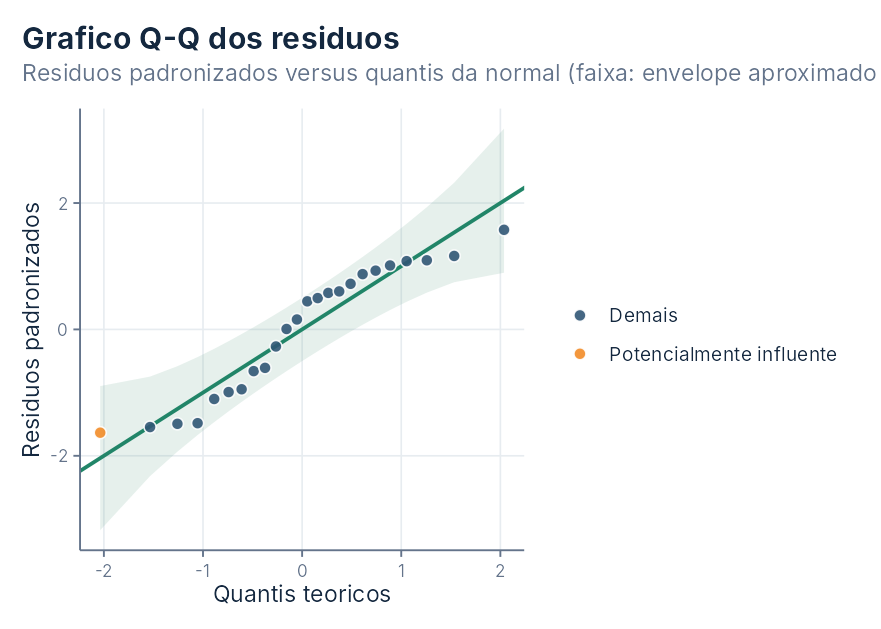 Grafico Q-Q dos residuos
Residuos padronizados versus quantis da normal (faixa: envelope aproximado
Residuos padronizados
2
0
-2
-2
-1
0
1
2
Quantis teoricos
Demais
Potencialmente influente